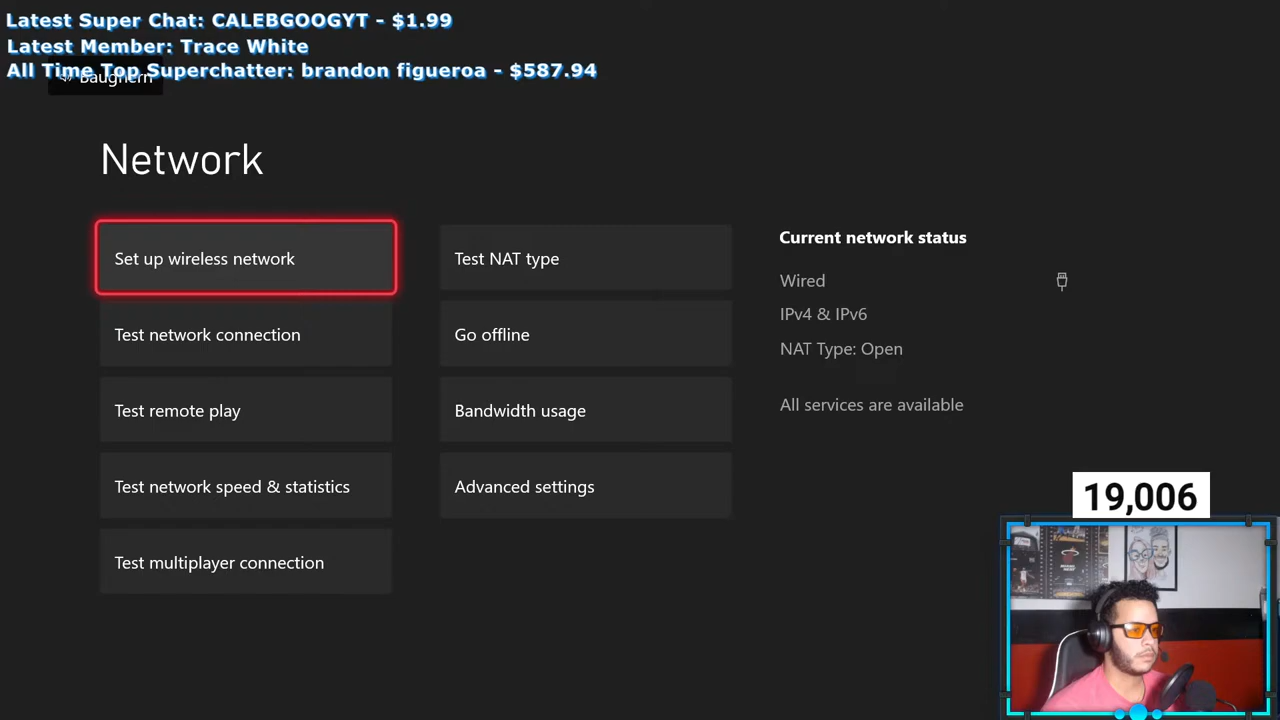 Latest Super Chat: CALEBGOOGYT - $1.99
Latest Member: Trace White
All Time Top Superchatter: brandon figueroa - $587.94
Baughern
Network
Set up wireless network
Test network connection
Test remote play
Test network speed & statistics
Test multiplayer connection
Test NAT type
Go offline
Bandwidth usage
Advanced settings
Current network status
Wired
IPv4 & IPv6
NAT Type: Open
All services are available
19,006